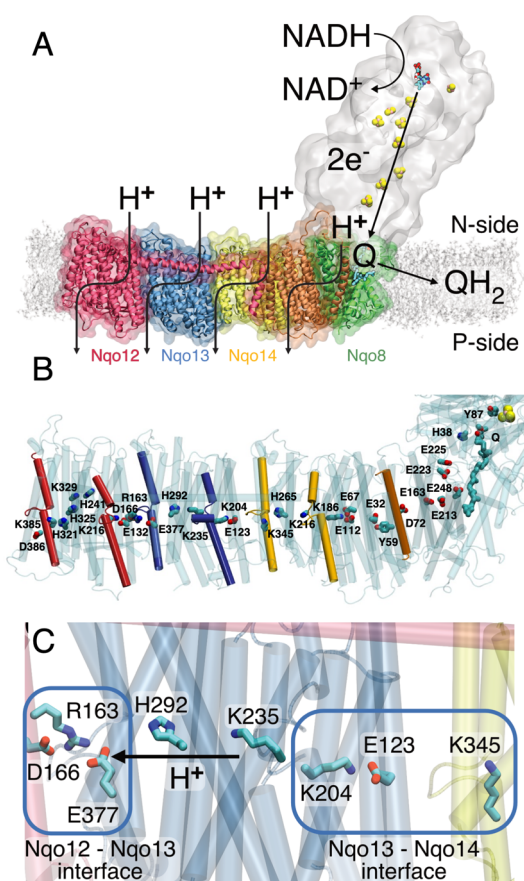 A
NADH
NAD+
2e-
H+ H+ H+
H+
N-side
Q
QH2
P-side
Nqo12 Nqo13 Nqo14 Nqo8
B
Y87
H38
Q
E225
K329
E223
H241
R163
D166
H292
K204
H265
K186
E67
E32
E163
E248
K385
H325
K216
E132
E377
K235
E123
K216
E112
D72
E213
D386
H321
K345
Y59
C
R163
H292
K235
E123
K345
D166
H+
K204
E377
Nqo12 - Nqo13
interface
Nqo13 - Nqo14
interface